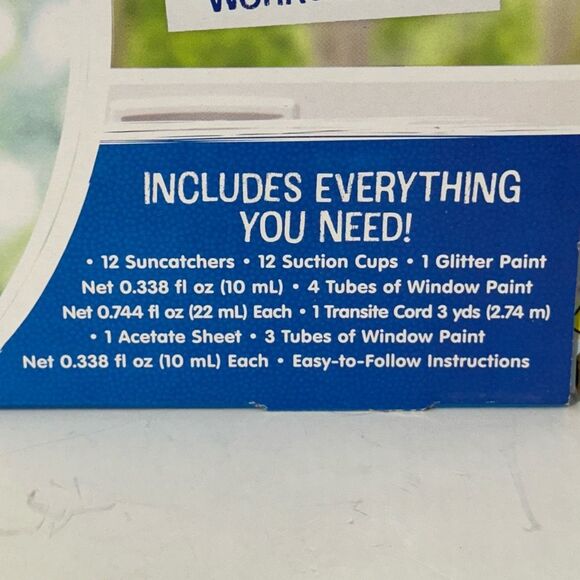 INCLUDES EVERYTHING
YOU NEED!
• 12 Suncatchers • 12 Suction Cups • 1 Glitter Paint
Net 0.338 fl oz (10 mL) • 4 Tubes of Window Paint
Net 0.744 fl oz (22 mL) Each • 1 Transite Cord 3 yds (2.74 m)
• 1 Acetate Sheet • 3 Tubes of Window Paint
Net 0.338 fl oz (10 mL) Each • Easy-to-Follow Instructions